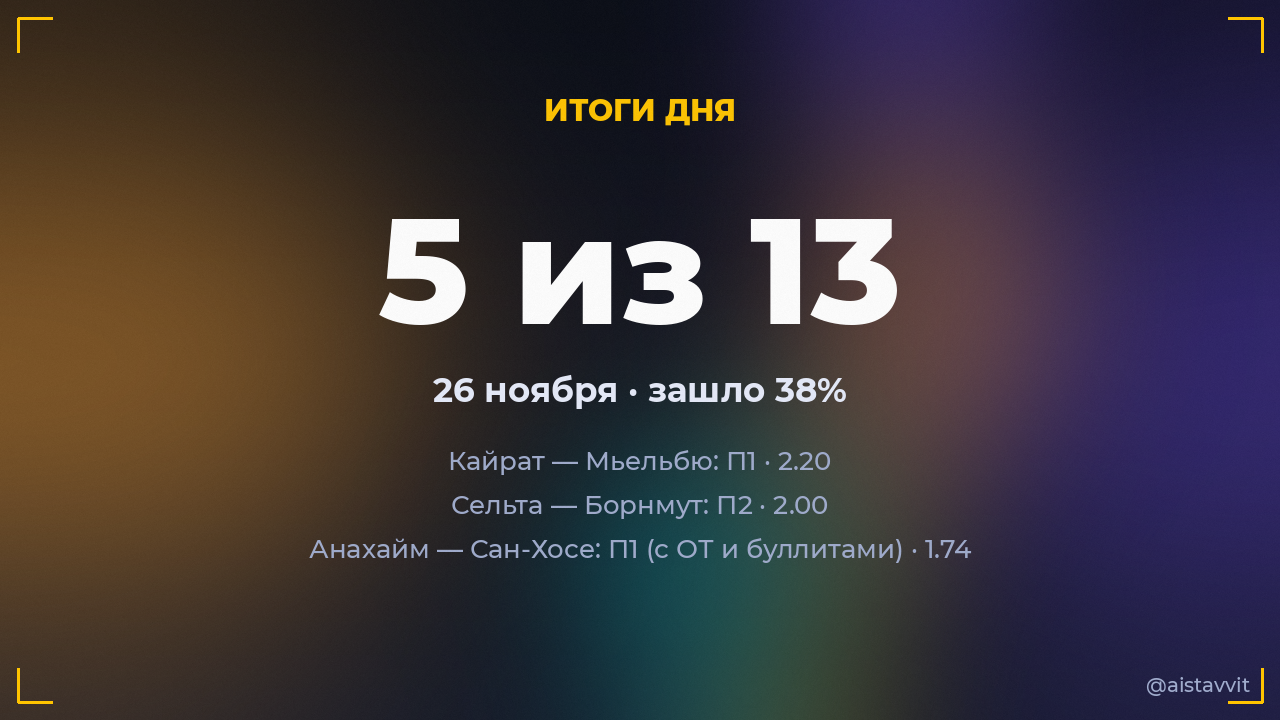 ИТОГИ ДНЯ
5 из 13
26 ноября · зашло 38%
Кайрат — Мьельбю: П1 · 2.20
Сельта — Борнмут: П2 · 2.00
Анахайм — Сан-Хосе: П1 (с ОТ и буллитами) · 1.74
@aistavvit